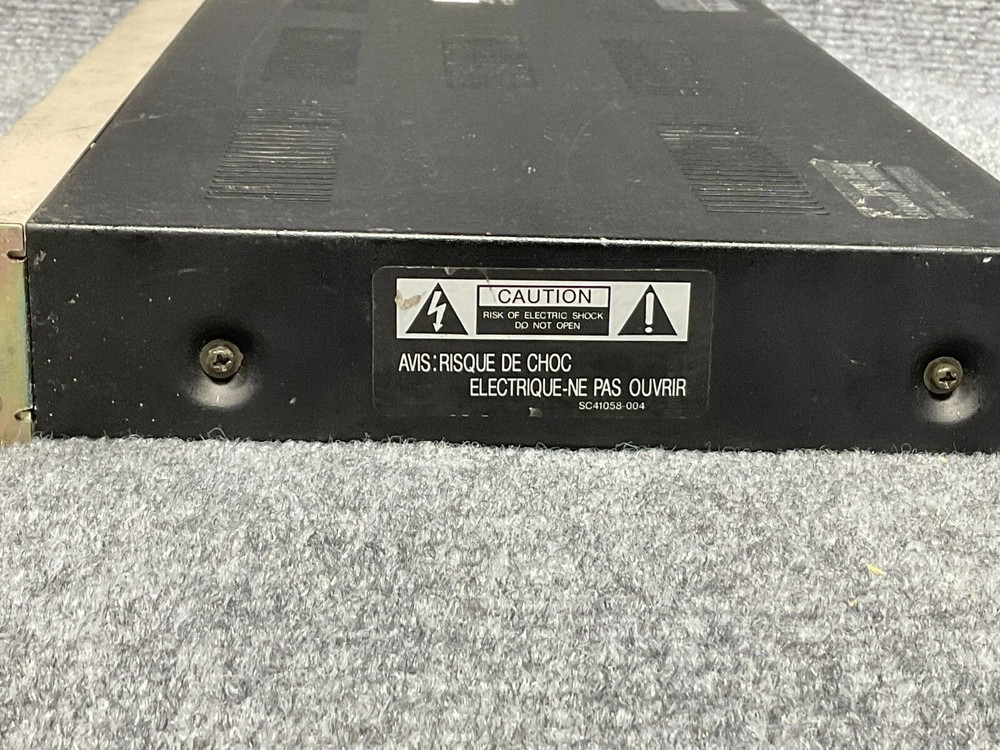 CAUTION
RISK OF ELECTRIC SHOCK
DO NOT OPEN
AVIS: RISQUE DE CHOC
ELECTRIQUE-NE PAS OUVRIR
SC41058-004